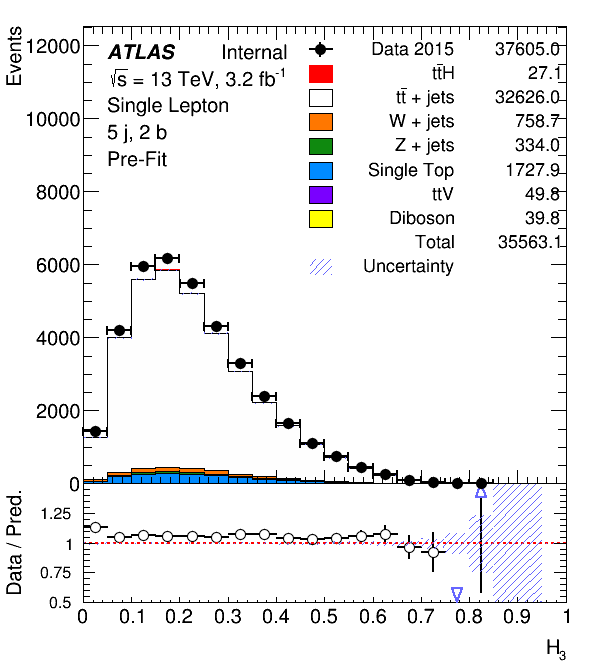 Events
12000
10000
8000
6000
4000
2000
0
ATLAS Internal
√s = 13 TeV, 3.2 fb-1
Single Lepton
5 j, 2 b
Pre-Fit
Data 2015 37605.0
tt̄H 27.1
tt̄ + jets 32626.0
W + jets 758.7
Z + jets 334.0
Single Top 1727.9
ttV 49.8
Diboson 39.8
Total 35563.1
Uncertainty
Data / Pred.
1.25
1
0.75
0.5
0 0.1 0.2 0.3 0.4 0.5 0.6 0.7 0.8 0.9 1
H3